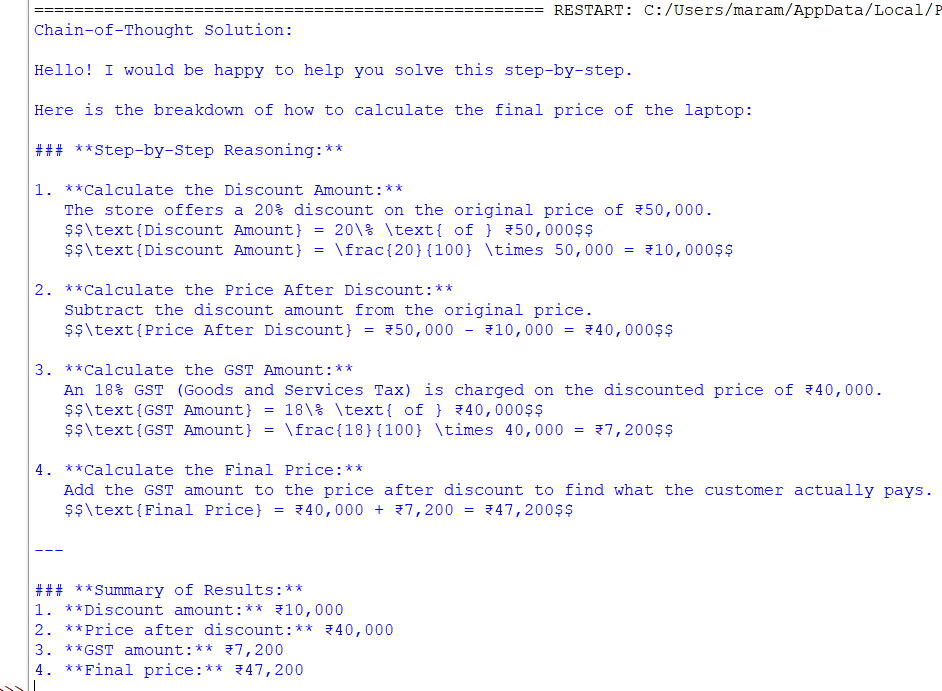 =================================================== RESTART: C:/Users/maram/AppData/Local/P
Chain-of-Thought Solution:
Hello! I would be happy to help you solve this step-by-step.
Here is the breakdown of how to calculate the final price of the laptop:
### **Step-by-Step Reasoning:**
1. **Calculate the Discount Amount:**
The store offers a 20% discount on the original price of ₹50,000.
$$\text{Discount Amount} = 20\% \text{ of } ₹50,000$$
$$\text{Discount Amount} = \frac{20}{100} \times 50,000 = ₹10,000$$
2. **Calculate the Price After Discount:**
Subtract the discount amount from the original price.
$$\text{Price After Discount} = ₹50,000 - ₹10,000 = ₹40,000$$
3. **Calculate the GST Amount:**
An 18% GST (Goods and Services Tax) is charged on the discounted price of ₹40,000.
$$\text{GST Amount} = 18\% \text{ of } ₹40,000$$
$$\text{GST Amount} = \frac{18}{100} \times 40,000 = ₹7,200$$
4. **Calculate the Final Price:**
Add the GST amount to the price after discount to find what the customer actually pays.
$$\text{Final Price} = ₹40,000 + ₹7,200 = ₹47,200$$
---
### **Summary of Results:**
1. **Discount amount:** ₹10,000
2. **Price after discount:** ₹40,000
3. **GST amount:** ₹7,200
4. **Final price:** ₹47,200
>>>